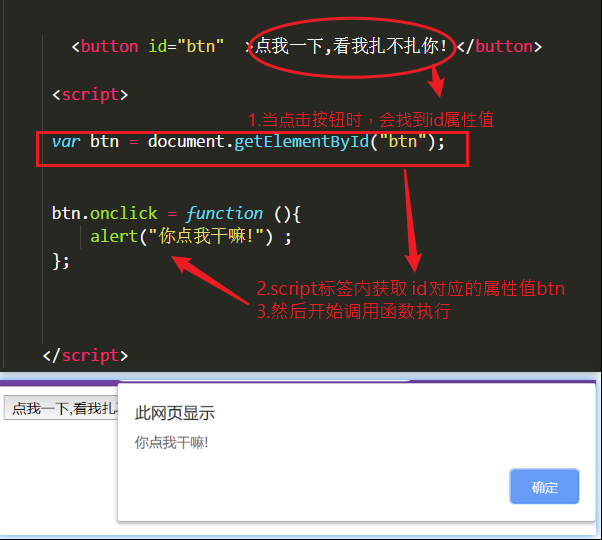 <button id="btn" >点我一下,看我扎不扎你!</button>
<script>
1.当点击按钮时，会找到id属性值
var btn = document.getElementById("btn");
btn.onclick = function (){
alert("你点我干嘛!") ;
};
2.script标签内获取 id对应的属性值btn
3.然后开始调用函数执行
</script>
点我一下,看我扎不
此网页显示
你点我干嘛!
确定